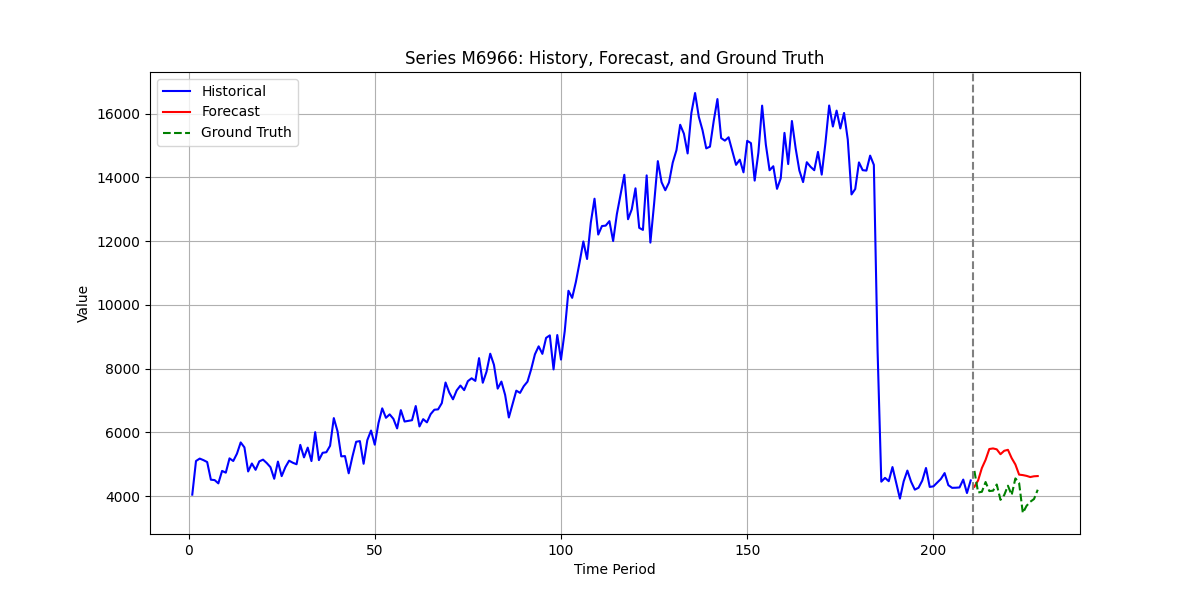 Series M6966: History, Forecast, and Ground Truth
Historical
Forecast
Ground Truth
16000
14000
12000
10000
8000
6000
4000
Value
0 50 100 150 200
Time Period